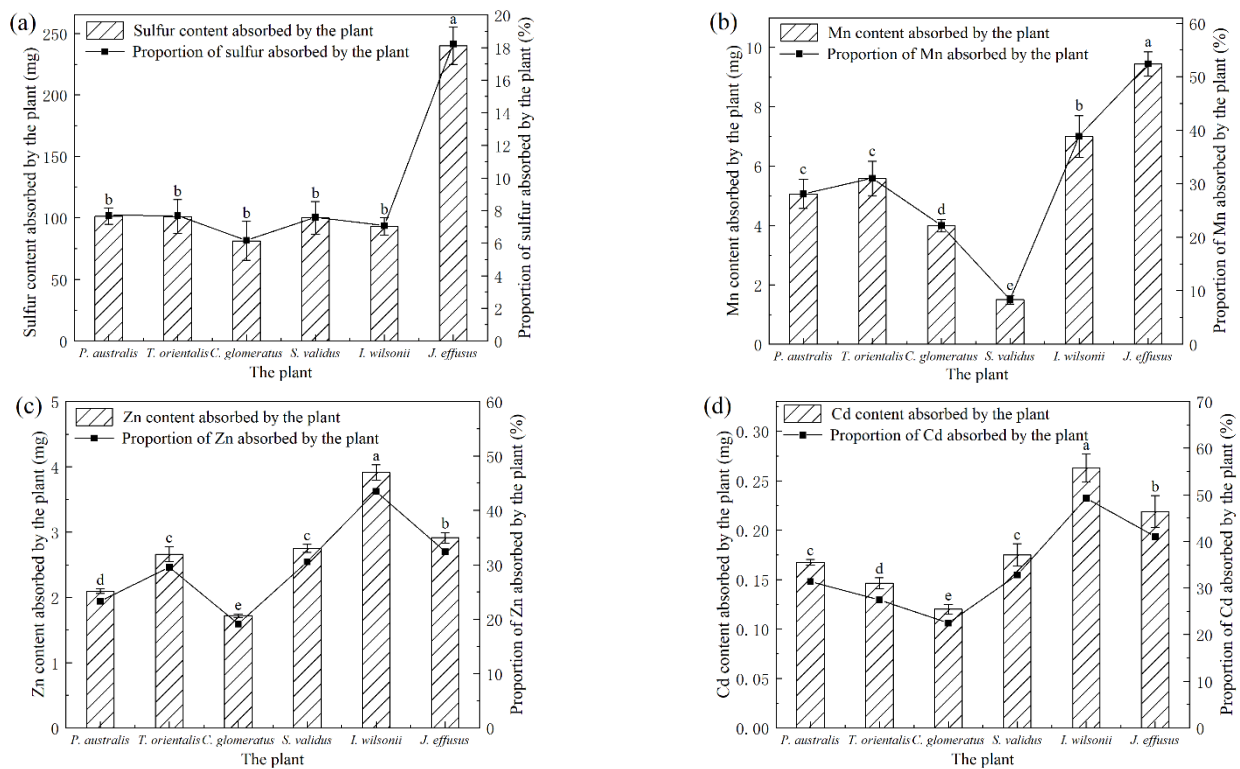 (a)
Sulfur content absorbed by the plant
Proportion of sulfur absorbed by the plant
Sulfur content absorbed by the plant (mg)
250
200
150
100
50
0
b
b
b
b
b
a
20
18
16
14
12
10
8
6
4
2
0
Proportion of sulfur absorbed by the plant (%)
P. australis T. orientalis C. glomeratus S. validus I. wilsonii J. effusus
The plant
(b)
Mn content absorbed by the plant
Proportion of Mn absorbed by the plant
Mn content absorbed by the plant (mg)
10
8
6
4
2
0
c
c
d
e
b
a
60
50
40
30
20
10
0
Proportion of Mn absorbed by the plant (%)
P. australis T. orientalis C. glomeratus S. validus I. wilsonii J. effusus
The plant
(c)
Zn content absorbed by the plant
Proportion of Zn absorbed by the plant
Zn content absorbed by the plant (mg)
5
4
3
2
1
0
d
c
e
c
a
b
60
50
40
30
20
10
0
Proportion of Zn absorbed by the plant (%)
P. australis T. orientalis C. glomeratus S. validus I. wilsonii J. effusus
The plant
(d)
Cd content absorbed by the plant
Proportion of Cd absorbed by the plant
Cd content absorbed by the plant (mg)
0.30
0.25
0.20
0.15
0.10
0.05
0.00
c
d
e
c
a
b
70
60
50
40
30
20
10
0
Proportion of Cd absorbed by the plant (%)
P. australis T. orientalis C. glomeratus S. validus I. wilsonii J. effusus
The plant